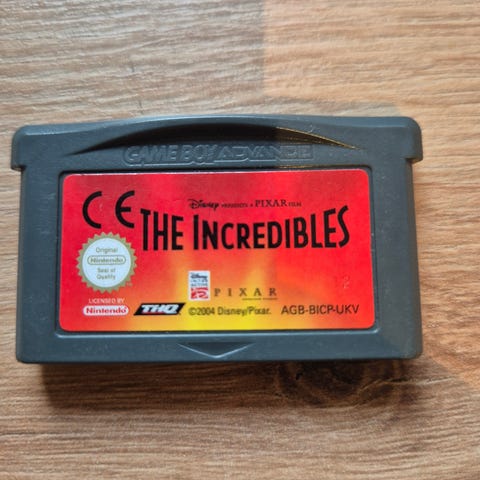 GAME BOY ADVANCE
Disney PRESENTS A PIXAR FILM
CE THE INCREDIBLES
Original
Nintendo
Seal of
Quality
LICENSED BY
Nintendo
THQ
PIXAR
©2004 Disney/Pixar. AGB-BICP-UKV